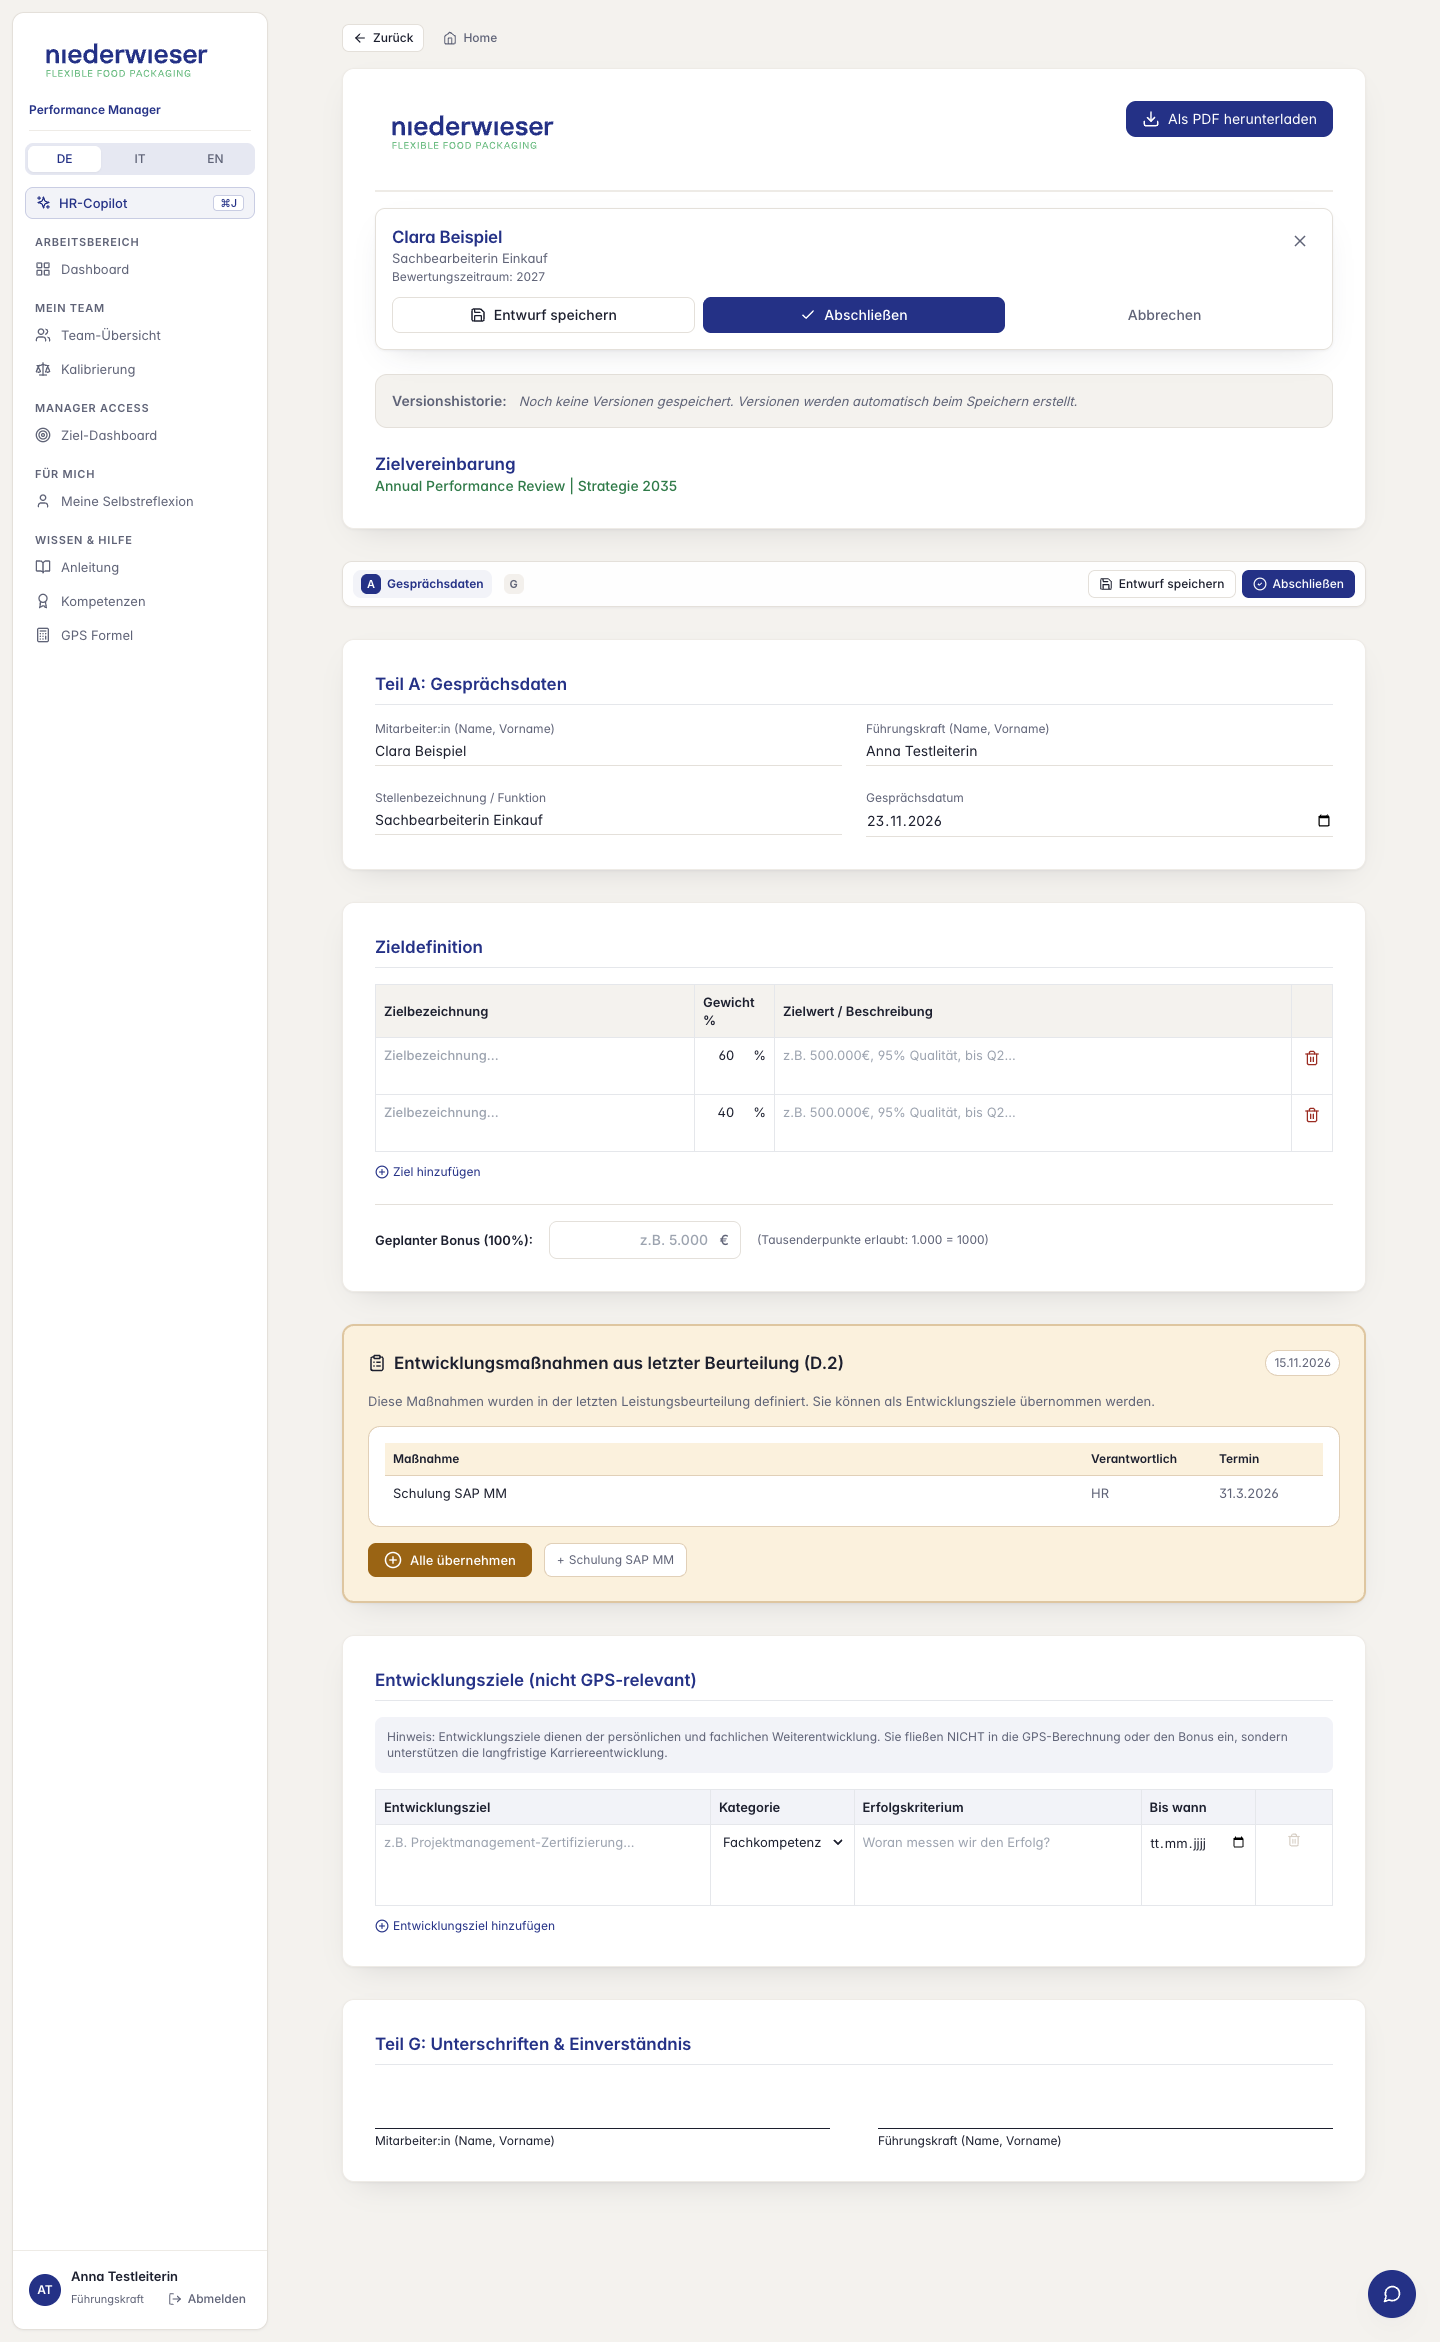 niederwieser
FLEXIBLE FOOD PACKAGING
Performance Manager
DE IT EN
HR-Copilot ⌘J
ARBEITSBEREICH
Dashboard
MEIN TEAM
Team-Übersicht
Kalibrierung
MANAGER ACCESS
Ziel-Dashboard
FÜR MICH
Meine Selbstreflexion
WISSEN & HILFE
Anleitung
Kompetenzen
GPS Formel
AT
Anna Testleiterin
Führungskraft Abmelden
Zurück Home
niederwieser
FLEXIBLE FOOD PACKAGING
Als PDF herunterladen
Clara Beispiel
Sachbearbeiterin Einkauf
Bewertungszeitraum: 2027
Entwurf speichern Abschließen Abbrechen
Versionshistorie: Noch keine Versionen gespeichert. Versionen werden automatisch beim Speichern erstellt.
Zielvereinbarung
Annual Performance Review | Strategie 2035
A Gesprächsdaten G Entwurf speichern Abschließen
Teil A: Gesprächsdaten
Mitarbeiter:in (Name, Vorname) Führungskraft (Name, Vorname)
Clara Beispiel Anna Testleiterin
Stellenbezeichnung / Funktion Gesprächsdatum
Sachbearbeiterin Einkauf 23.11.2026
Zieldefinition
Zielbezeichnung Gewicht % Zielwert / Beschreibung
Zielbezeichnung... 60 % z.B. 500.000€, 95% Qualität, bis Q2...
Zielbezeichnung... 40 % z.B. 500.000€, 95% Qualität, bis Q2...
Ziel hinzufügen
Geplanter Bonus (100%): z.B. 5.000 € (Tausenderpunkte erlaubt: 1.000 = 1000)
Entwicklungsmaßnahmen aus letzter Beurteilung (D.2) 15.11.2026
Diese Maßnahmen wurden in der letzten Leistungsbeurteilung definiert. Sie können als Entwicklungsziele übernommen werden.
Maßnahme Verantwortlich Termin
Schulung SAP MM HR 31.3.2026
Alle übernehmen + Schulung SAP MM
Entwicklungsziele (nicht GPS-relevant)
Hinweis: Entwicklungsziele dienen der persönlichen und fachlichen Weiterentwicklung. Sie fließen NICHT in die GPS-Berechnung oder den Bonus ein, sondern
unterstützen die langfristige Karriereentwicklung.
Entwicklungsziel Kategorie Erfolgskriterium Bis wann
z.B. Projektmanagement-Zertifizierung... Fachkompetenz Woran messen wir den Erfolg? tt.mm.jjjj
Entwicklungsziel hinzufügen
Teil G: Unterschriften & Einverständnis
Mitarbeiter:in (Name, Vorname) Führungskraft (Name, Vorname)